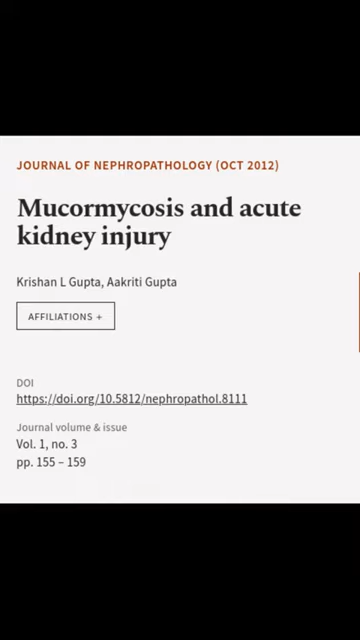 JOURNAL OF NEPHROPATHOLOGY (OCT 2012)
Mucormycosis and acute
kidney injury
Krishan L Gupta, Aakriti Gupta
AFFILIATIONS +
DOI
https://doi.org/10.5812/nephropathol.8111
Journal volume & issue
Vol. 1, no. 3
pp. 155 – 159